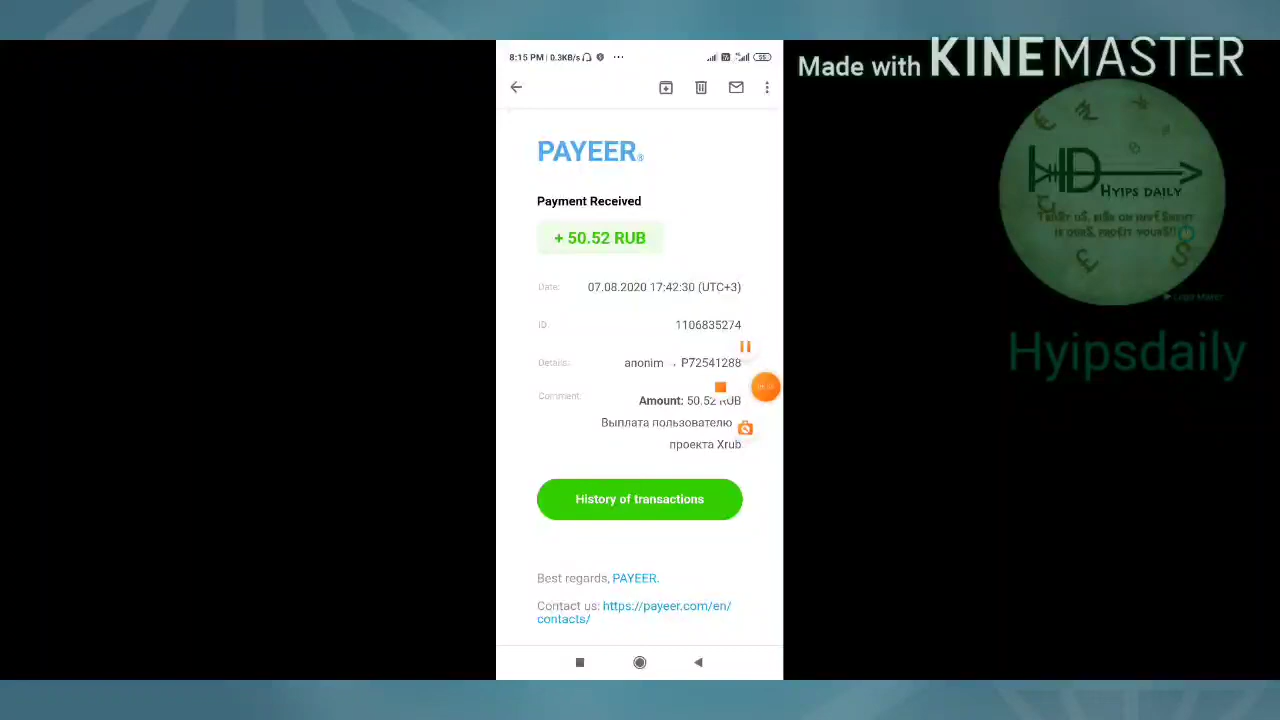 Made with KINEMASTER
8:15 PM | 0.3KB/s
PAYEER®
Payment Received
+ 50.52 RUB
Date: 07.08.2020 17:42:30 (UTC+3)
ID: 1106835274
Details: anonim → P72541288
Comment: Amount: 50.52 RUB
Выплата пользователю
проекта Xrub
History of transactions
Best regards, PAYEER.
Contact us: https://payeer.com/en/
contacts/
HD
HYIPS DAILY
Hyipsdaily